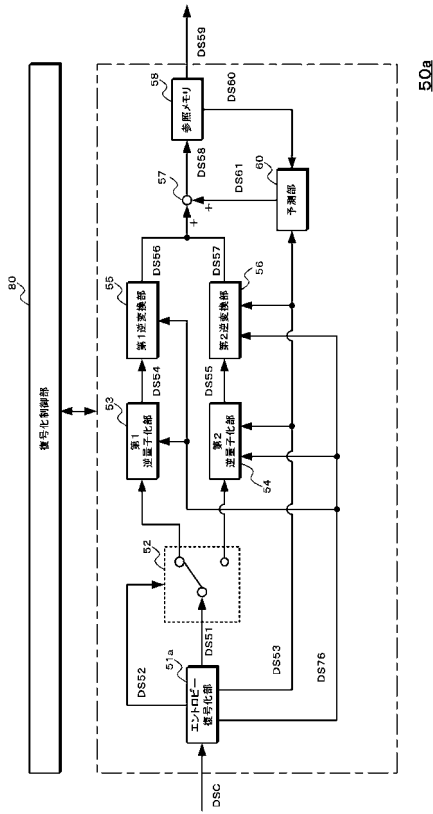 50a
80
復号化制御部
DSC
51a
エントロピー
復号化部
DS52
DS51
DS53
DS76
52
53
第1
逆量子化部
DS54
55
第1逆変換部
DS56
第2
逆量子化部
54
DS55
第2逆変換部
56
DS57
57
+
+
DS58
58
参照メモリ
DS59
DS60
DS61
60
予測部